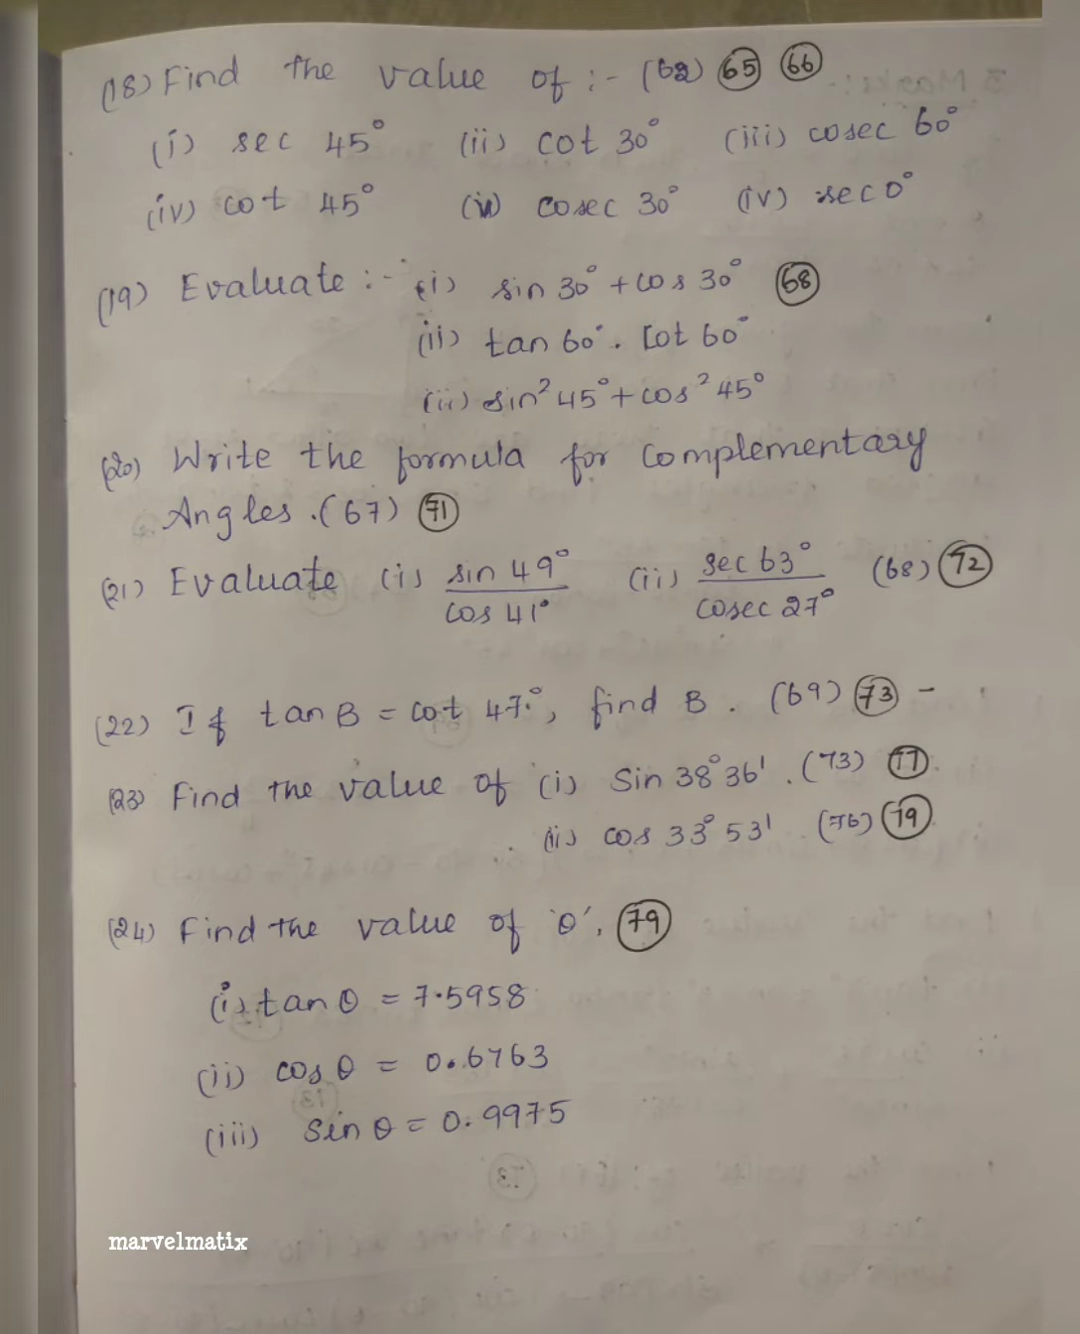 (18) Find the value of :- (62) 65 66
(i) sec 45° (ii) cot 30° (iii) cosec 60°
(iv) cot 45° (v) cosec 30° (iv) sec 0°
(19) Evaluate :- (i) sin 30° + cos 30° 68
(ii) tan 60° . cot 60°
(iii) sin² 45° + cos² 45°
(20) Write the formula for complementary
Angles . (67) 71
(21) Evaluate (i) sin 49° / cos 41° (ii) sec 63° / cosec 27° (68) 72
(22) If tan B = cot 47°, find B . (69) 73 -
(23) Find the value of (i) Sin 38° 36' . (73) 77
(ii) cos 33° 53' (76) 79
(24) Find the value of 'θ'. 79
(i) tan θ = 7.5958
(ii) cos θ = 0.6763
(iii) Sin θ = 0.9975
marvelmatix